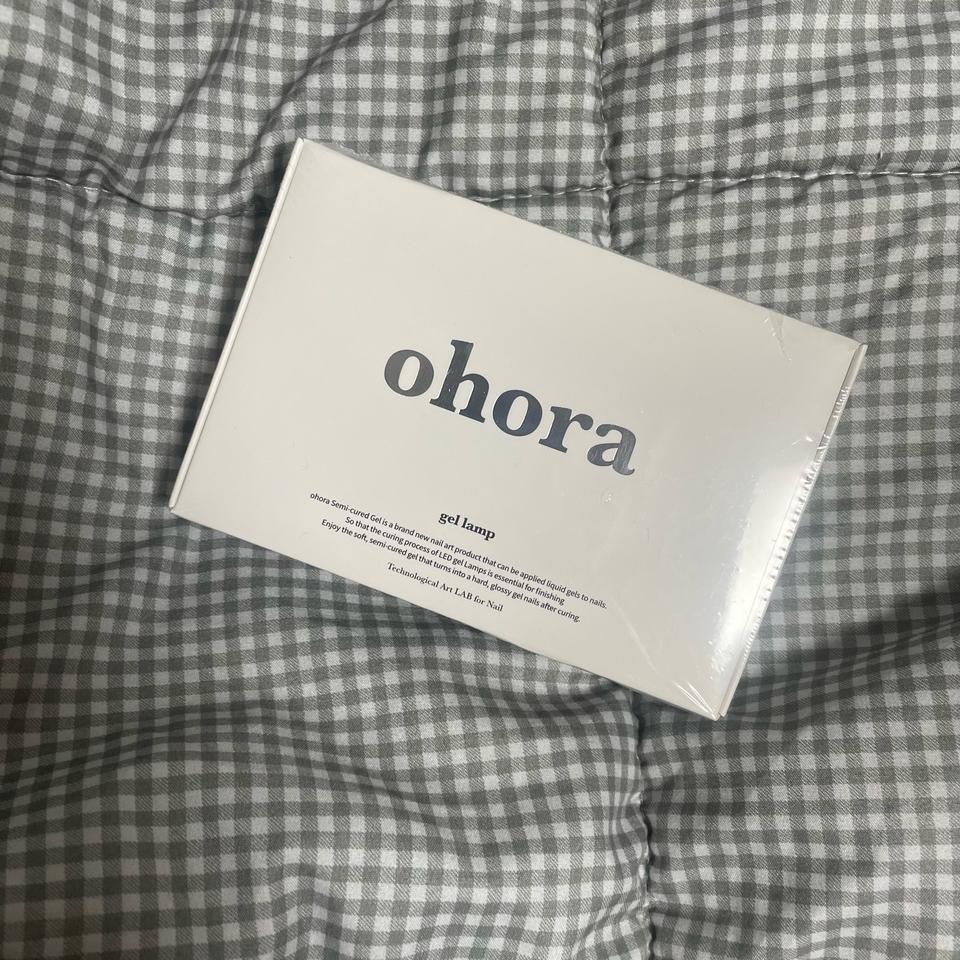 ohora
gel lamp
ohora Semi-cured Gel is a brand new nail art product that can be applied liquid gels to nails.
So that the curing process of LED gel Lamps is essential for finishing
Enjoy the soft, semi-cured gel that turns into a hard, glossy gel nails after curing.
Technological Art LAB for Nail